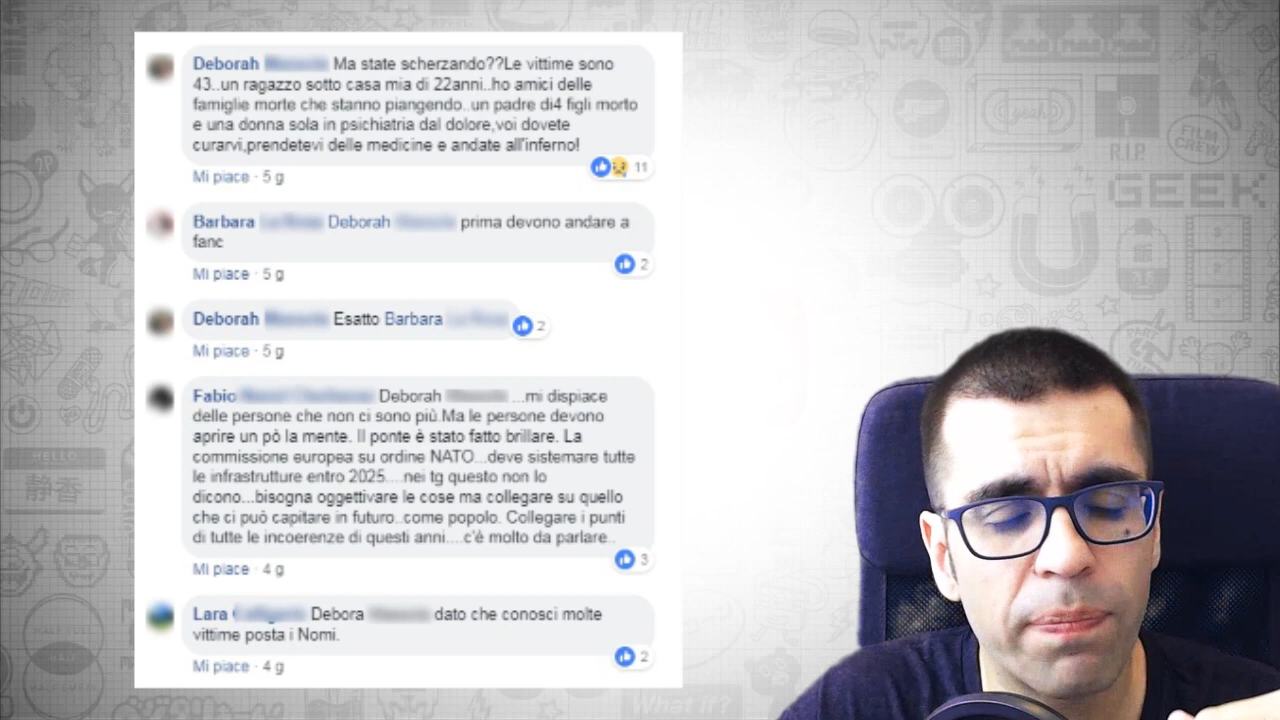 Deborah Ma state scherzando??Le vittime sono
43..un ragazzo sotto casa mia di 22anni..ho amici delle
famiglie morte che stanno piangendo..un padre di4 figli morto
e una donna sola in psichiatria dal dolore,voi dovete
curarvi,prendetevi delle medicine e andate all'inferno!
11
Mi piace · 5 g
Barbara Deborah prima devono andare a
fanc
2
Mi piace · 5 g
Deborah Esatto Barbara
2
Mi piace · 5 g
Fabio Deborah ...mi dispiace
delle persone che non ci sono più.Ma le persone devono
aprire un pò la mente. Il ponte è stato fatto brillare. La
commissione europea su ordine NATO...deve sistemare tutte
le infrastrutture entro 2025....nei tg questo non lo
dicono...bisogna oggettivare le cose ma collegare su quello
che ci può capitare in futuro..come popolo. Collegare i punti
di tutte le incoerenze di questi anni....c'è molto da parlare..
3
Mi piace · 4 g
Lara Debora dato che conosci molte
vittime posta i Nomi.
2
Mi piace · 4 g
R.I.P.
FILM
CREW
GEEK
HELLO
静香
What if?